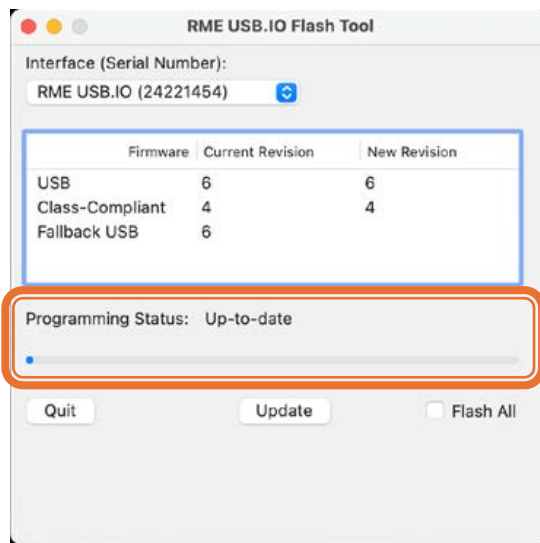 RME USB.IO Flash Tool
Interface (Serial Number):
RME USB.IO (24221454)
Firmware Current Revision New Revision
USB 6 6
Class-Compliant 4 4
Fallback USB 6
Programming Status: Up-to-date
Quit Update Flash All